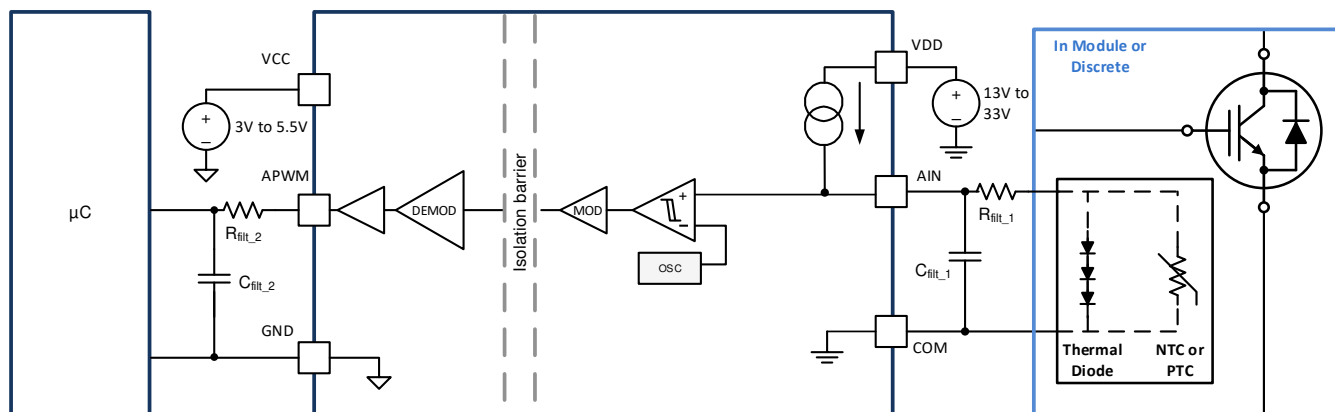 In Module or
Discrete
VCC
VDD
+
−
3V to 5.5V
+
−
13V to
33V
APWM
AIN
µC
DEMOD
Isolation barrier
MOD
+
−
OSC
Rfilt_2
Cfilt_2
Rfilt_1
Cfilt_1
GND
COM
Thermal
Diode
NTC or
PTC